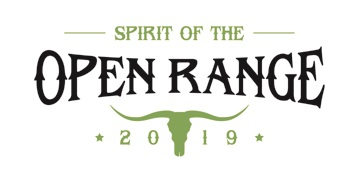 SPIRIT OF THE
OPEN RANGE
2019